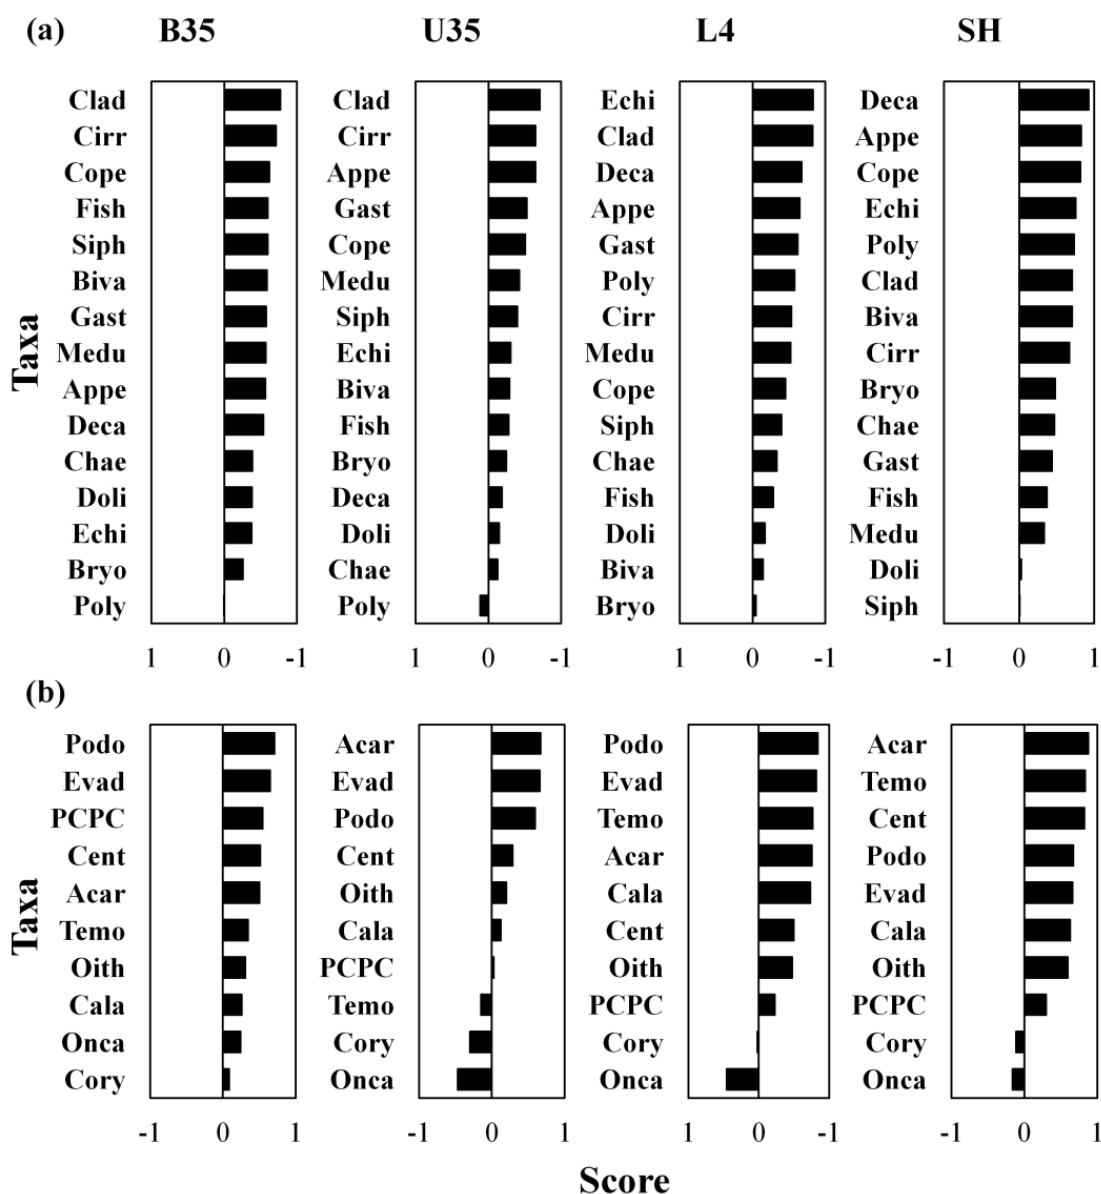 (a) B35 U35 L4 SH
Clad Clad Echi Deca
Cirr Cirr Clad Appe
Cope Appe Deca Cope
Fish Gast Appe Echi
Siph Cope Gast Poly
Biva Medu Poly Clad
Gast Siph Cirr Biva
Medu Echi Medu Cirr
Appe Biva Cope Bryo
Deca Fish Siph Chae
Chae Bryo Chae Gast
Doli Deca Fish Fish
Echi Doli Doli Medu
Bryo Chae Biva Doli
Poly Poly Bryo Siph
Taxa
1 0 -1 1 0 -1 1 0 -1 -1 0 1
(b)
Podo Acar Podo Acar
Evad Evad Evad Temo
PCPC Podo Temo Cent
Cent Cent Acar Podo
Acar Oith Cala Evad
Temo Cala Cent Cala
Oith PCPC Oith Oith
Cala Temo PCPC PCPC
Onca Cory Cory Cory
Cory Onca Onca Onca
Taxa
-1 0 1 -1 0 1 1 0 -1 -1 0 1
Score